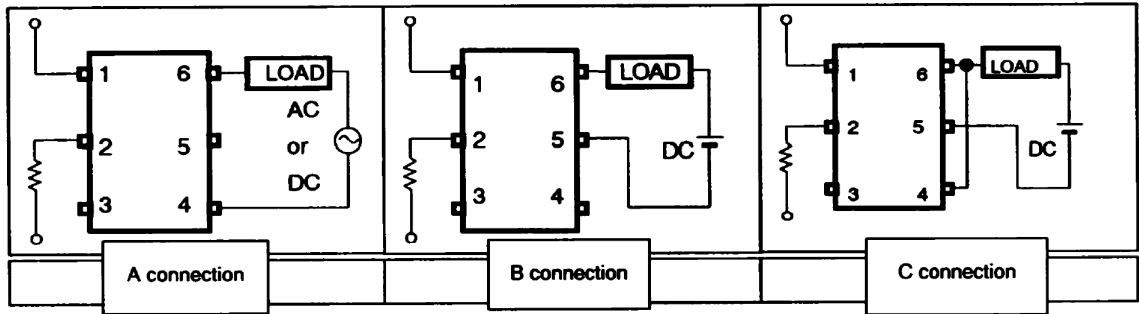 1 6 LOAD
AC
2 5 or
DC
3 4
A connection
1 6 LOAD
2 5 DC
3 4
B connection
1 6 LOAD
2 5 DC
3 4
C connection